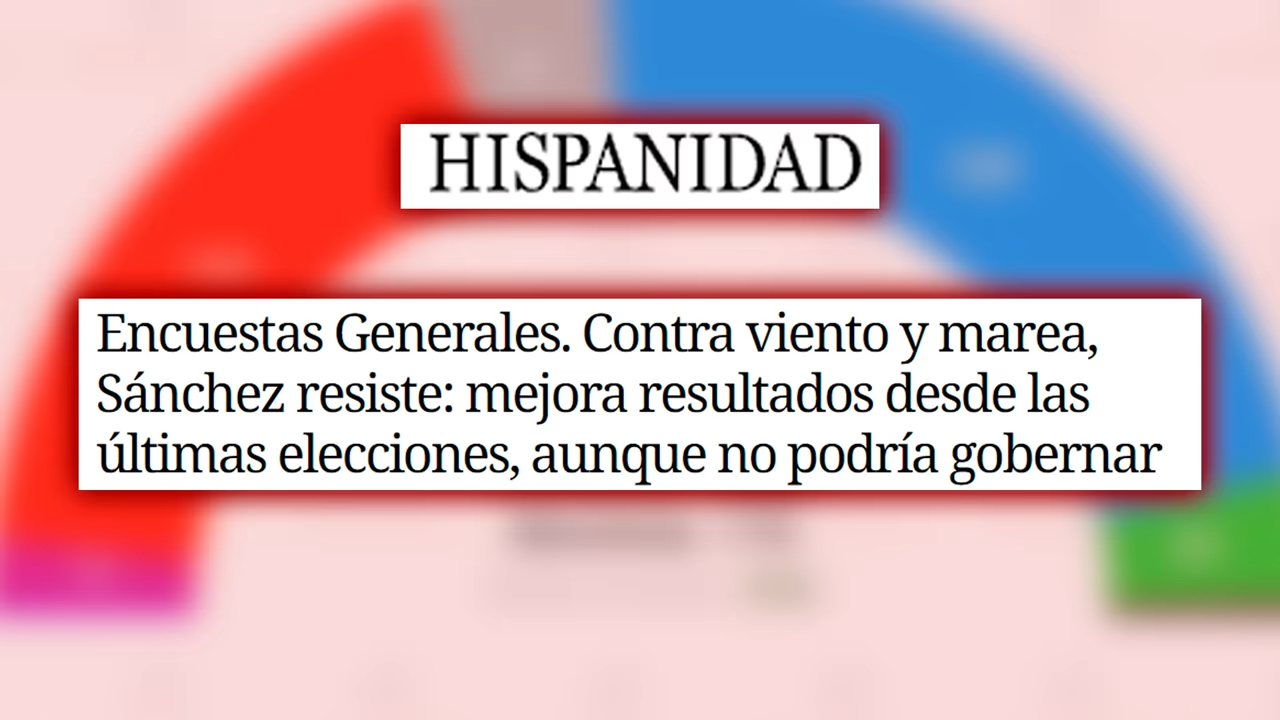 HISPANIDAD
Encuestas Generales. Contra viento y marea,
Sánchez resiste: mejora resultados desde las
últimas elecciones, aunque no podría gobernar